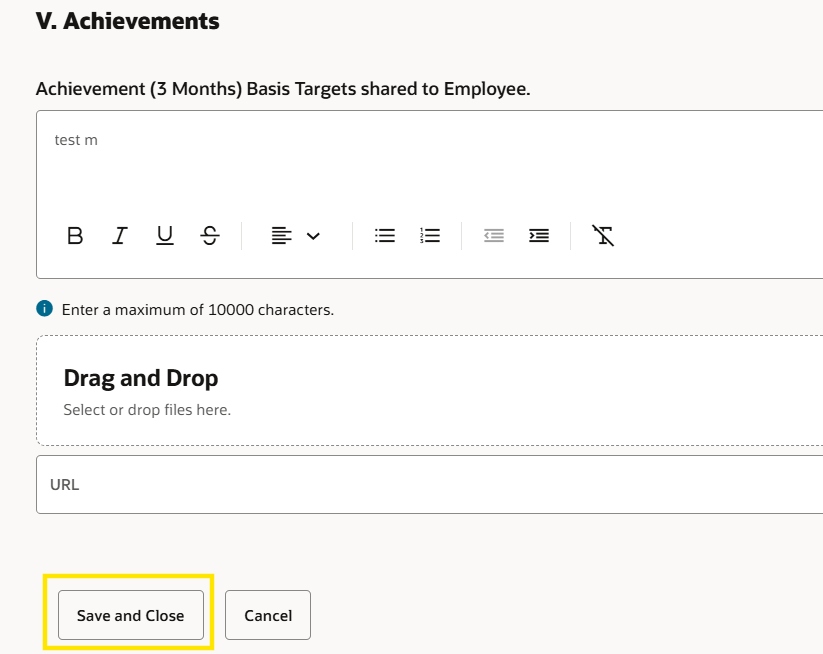 V. Achievements
Achievement (3 Months) Basis Targets shared to Employee.
test m
Enter a maximum of 10000 characters.
Drag and Drop
Select or drop files here.
URL
Save and Close
Cancel